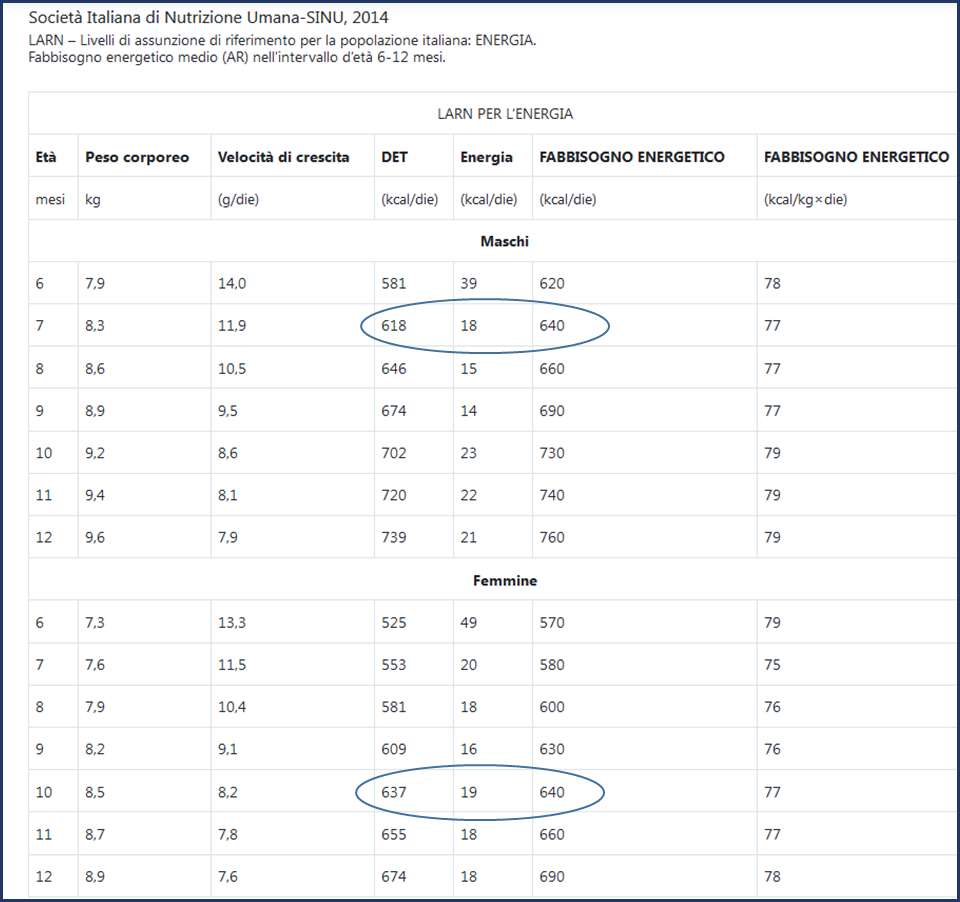 Società Italiana di Nutrizione Umana-SINU, 2014
LARN – Livelli di assunzione di riferimento per la popolazione italiana: ENERGIA.
Fabbisogno energetico medio (AR) nell'intervallo d'età 6-12 mesi.
LARN PER L'ENERGIA
Età Peso corporeo Velocità di crescita DET Energia FABBISOGNO ENERGETICO FABBISOGNO ENERGETICO
mesi kg (g/die) (kcal/die) (kcal/die) (kcal/die) (kcal/kg×die)
Maschi
6 7,9 14,0 581 39 620 78
7 8,3 11,9 618 18 640 77
8 8,6 10,5 646 15 660 77
9 8,9 9,5 674 14 690 77
10 9,2 8,6 702 23 730 79
11 9,4 8,1 720 22 740 79
12 9,6 7,9 739 21 760 79
Femmine
6 7,3 13,3 525 49 570 79
7 7,6 11,5 553 20 580 75
8 7,9 10,4 581 18 600 76
9 8,2 9,1 609 16 630 76
10 8,5 8,2 637 19 640 77
11 8,7 7,8 655 18 660 77
12 8,9 7,6 674 18 690 78